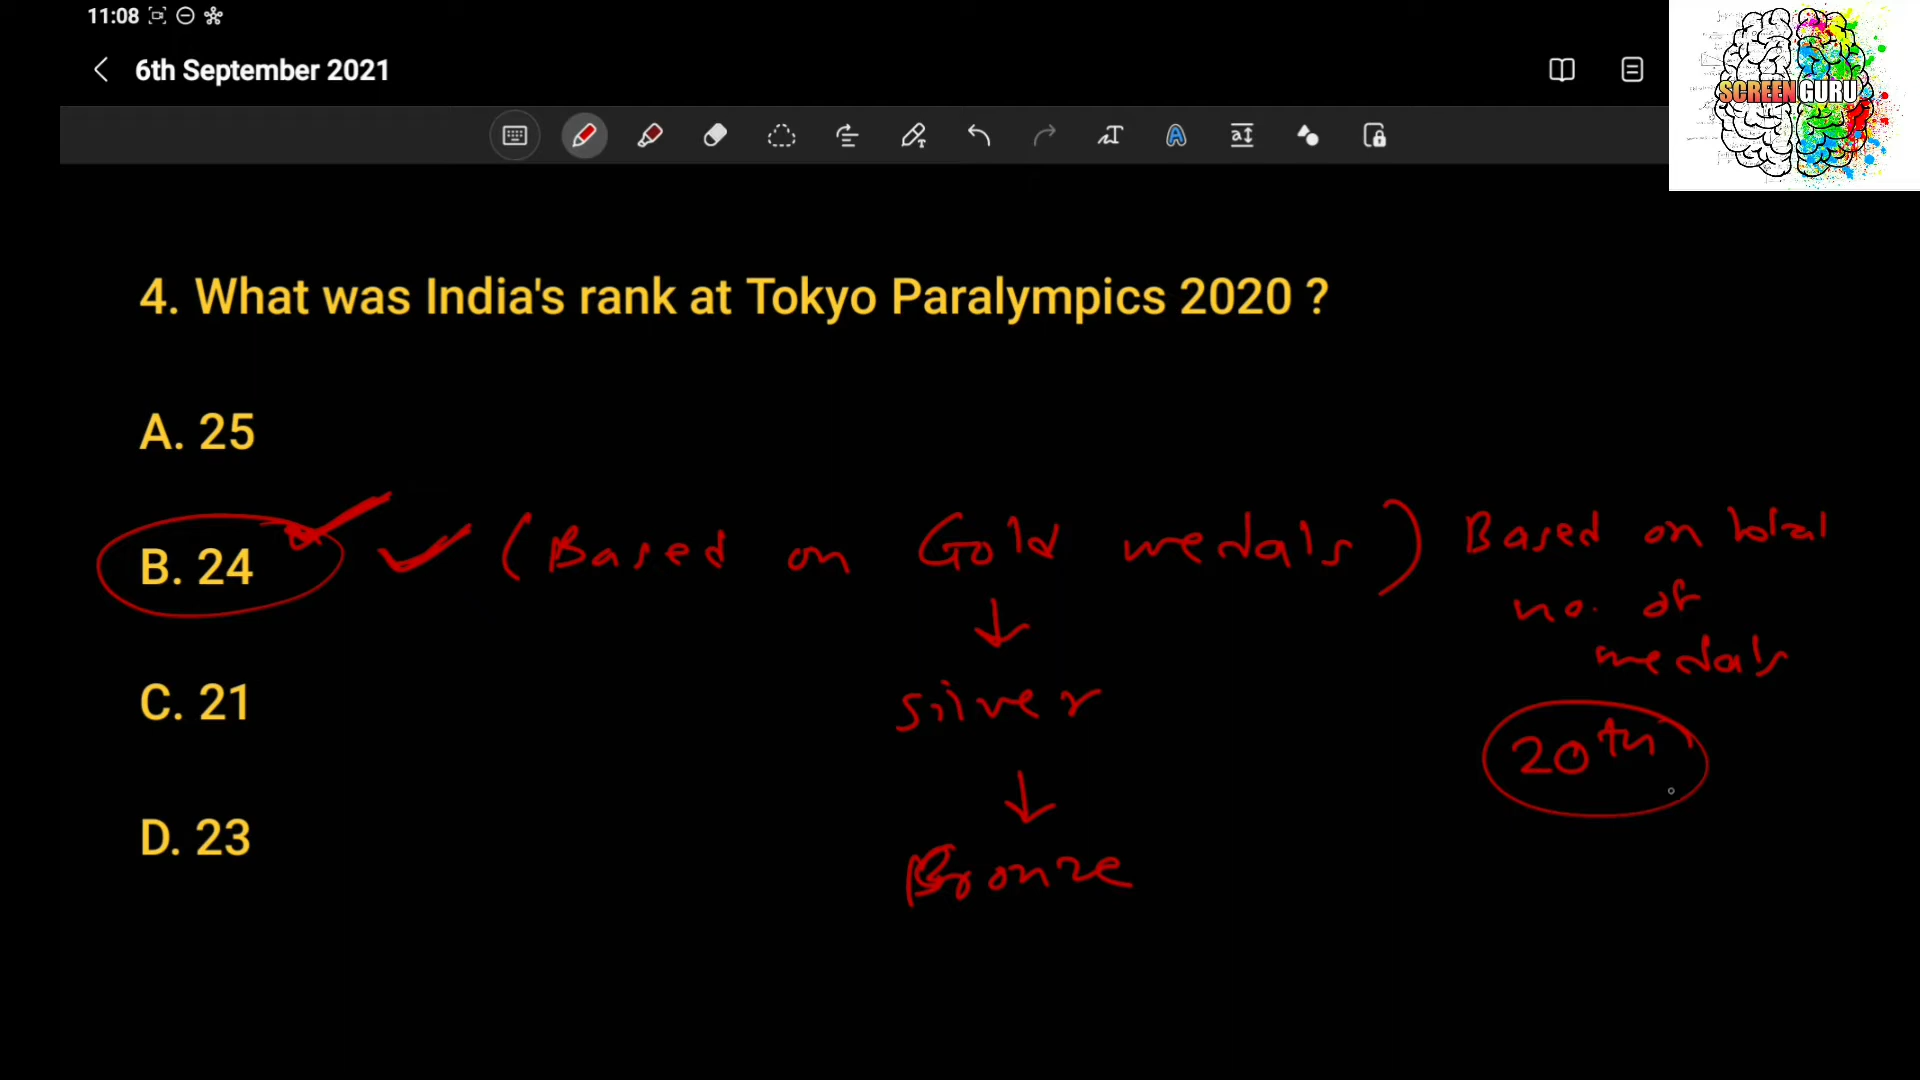 11:08
6th September 2021
SCREEN GURU
4. What was India's rank at Tokyo Paralympics 2020 ?
A. 25
B. 24 (Based on Gold medals) Based on total
no. of
medals
C. 21
silver
20th
D. 23
Bronze